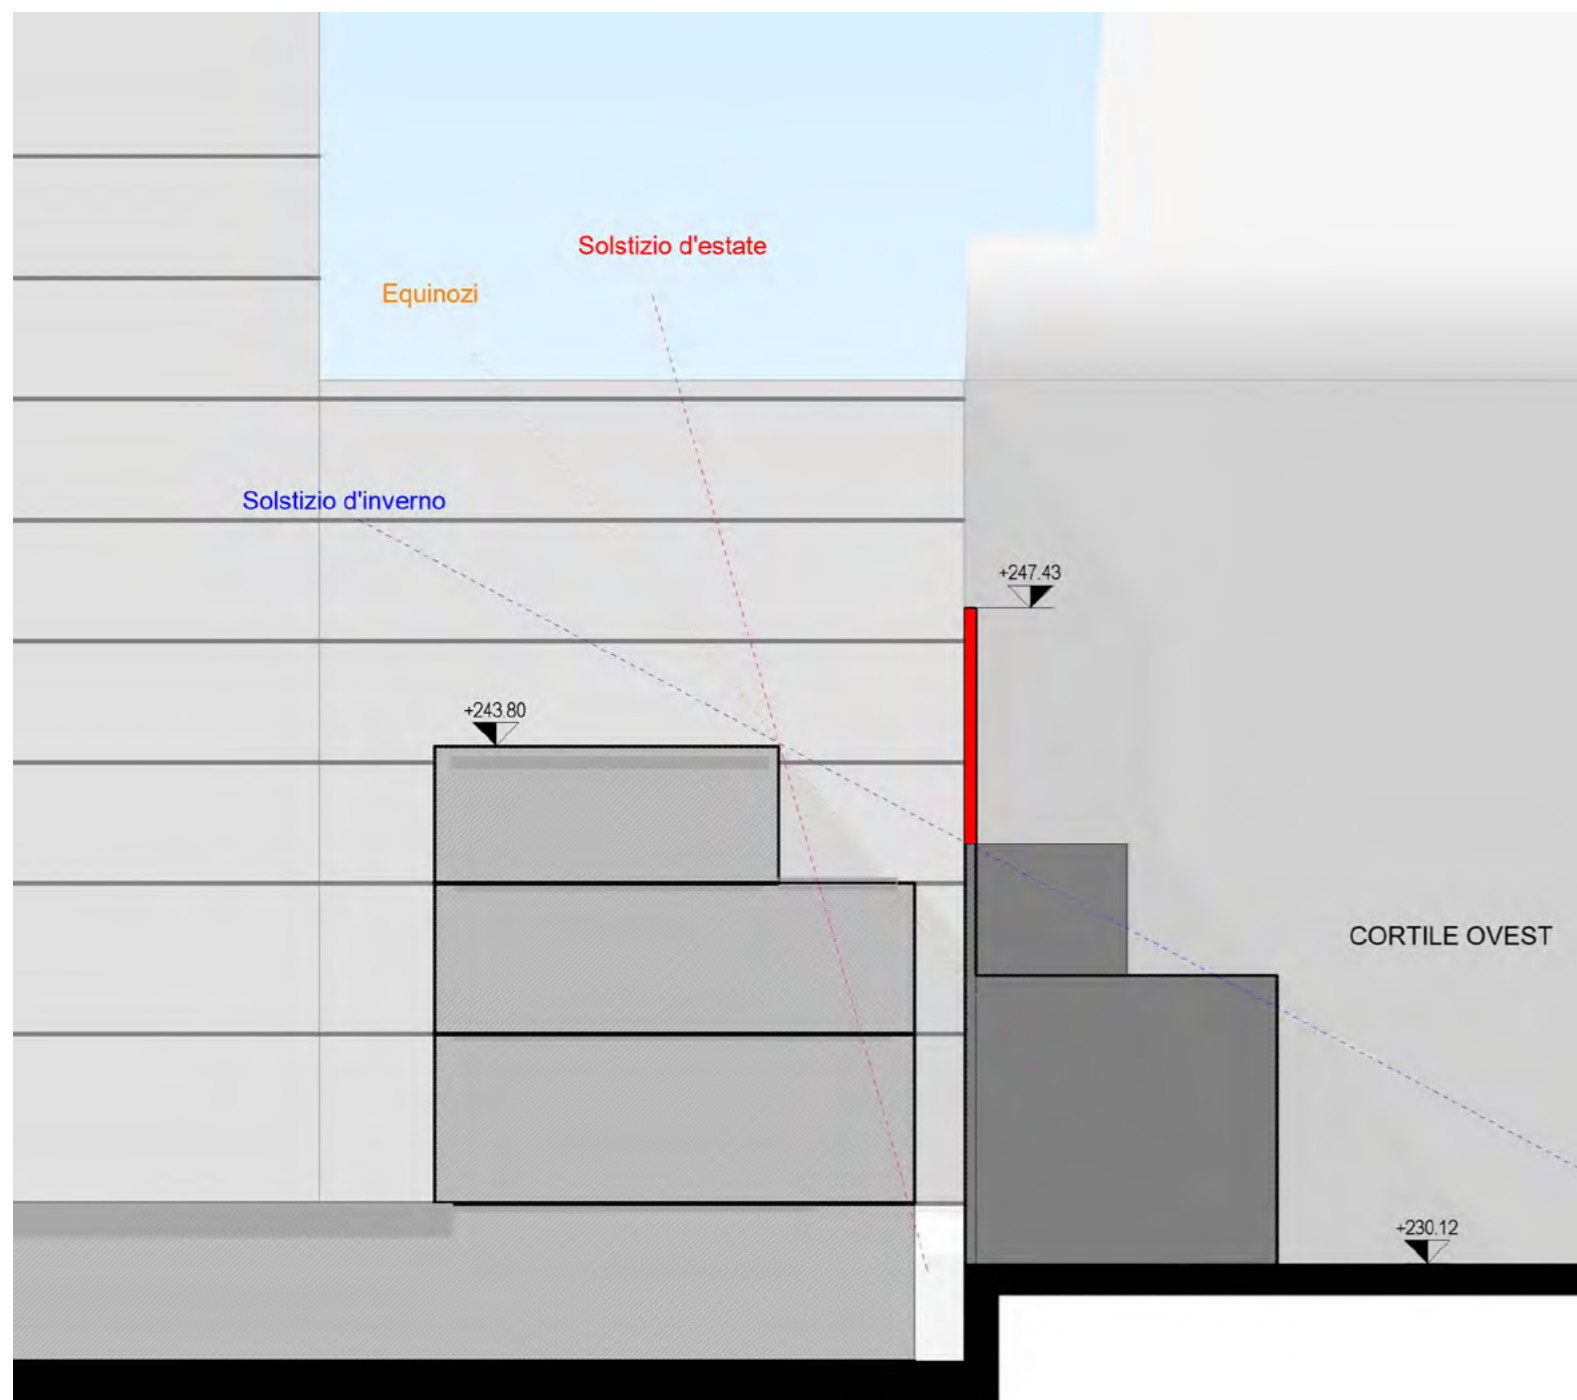 Solstizio d'estate
Equinozi
Solstizio d'inverno
+247.43
+243.80
CORTILE OVEST
+230.12